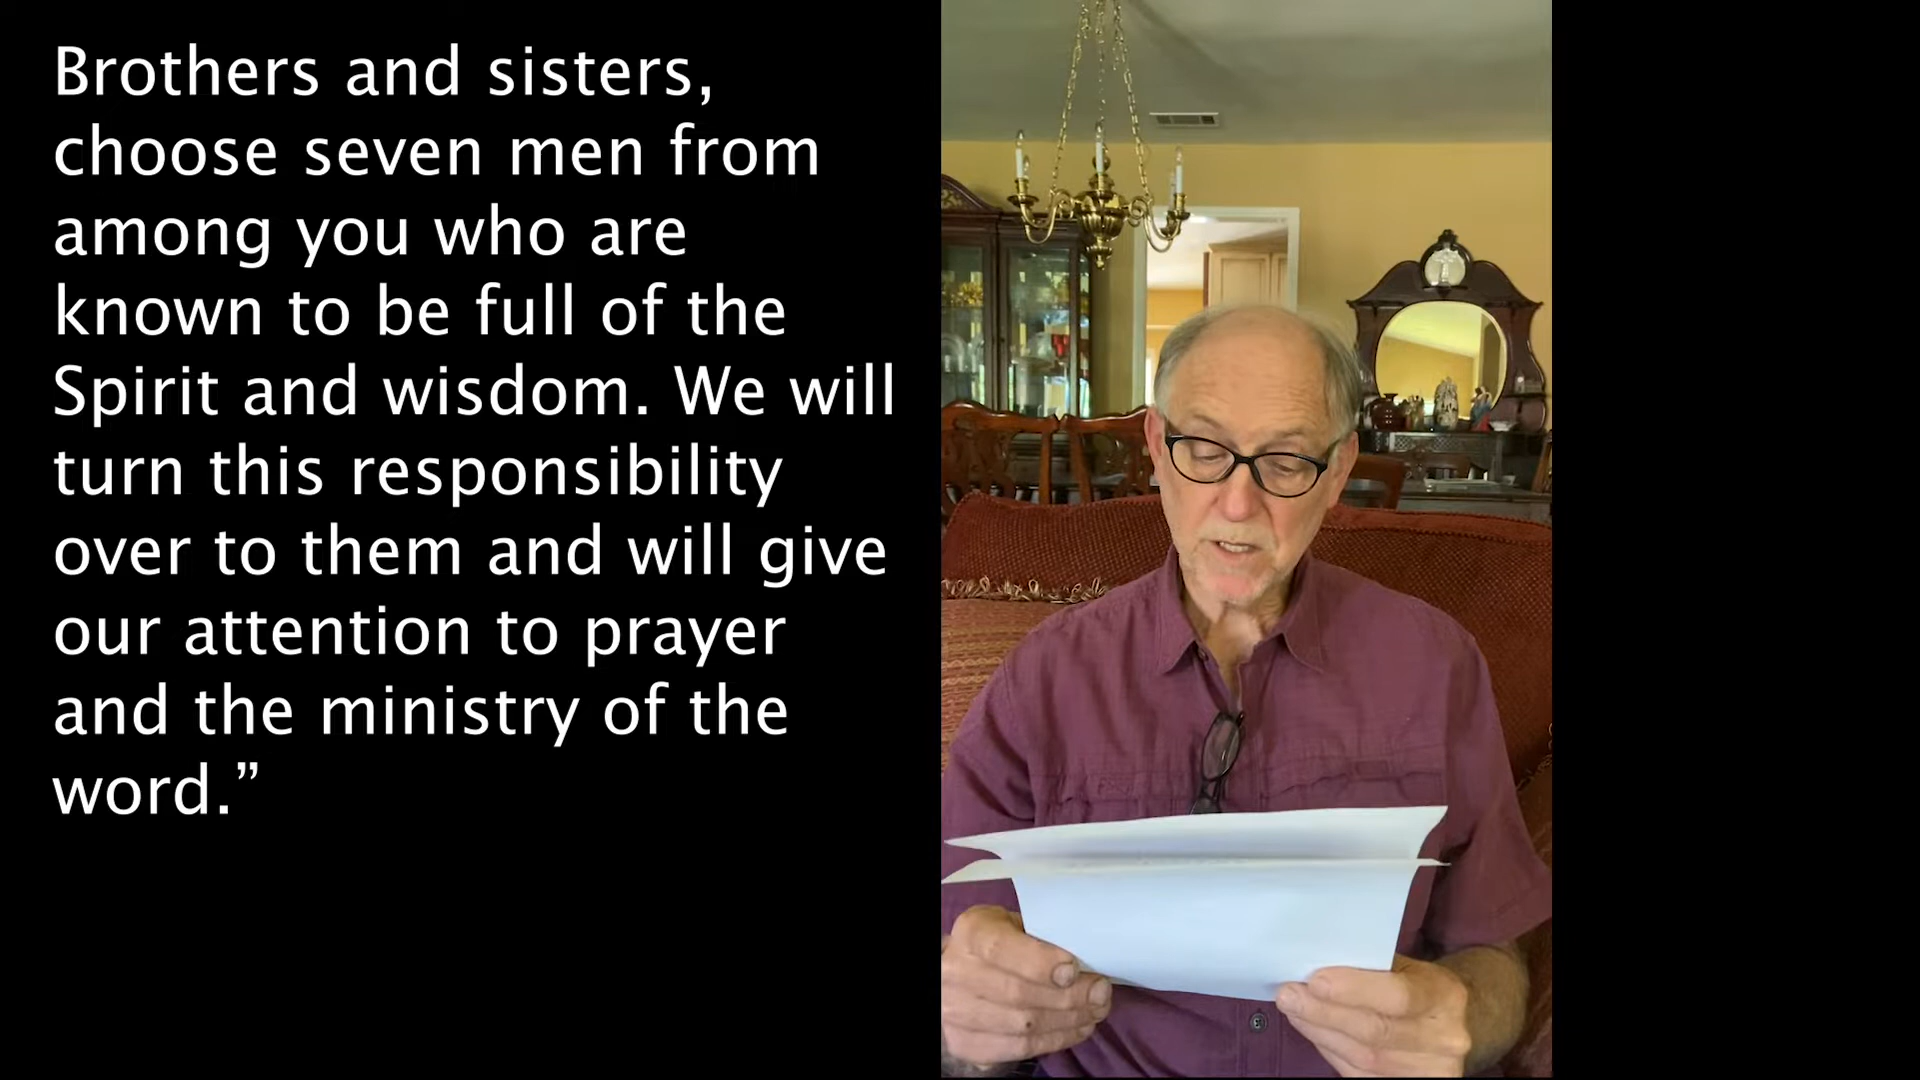 Brothers and sisters,
choose seven men from
among you who are
known to be full of the
Spirit and wisdom. We will
turn this responsibility
over to them and will give
our attention to prayer
and the ministry of the
word.”